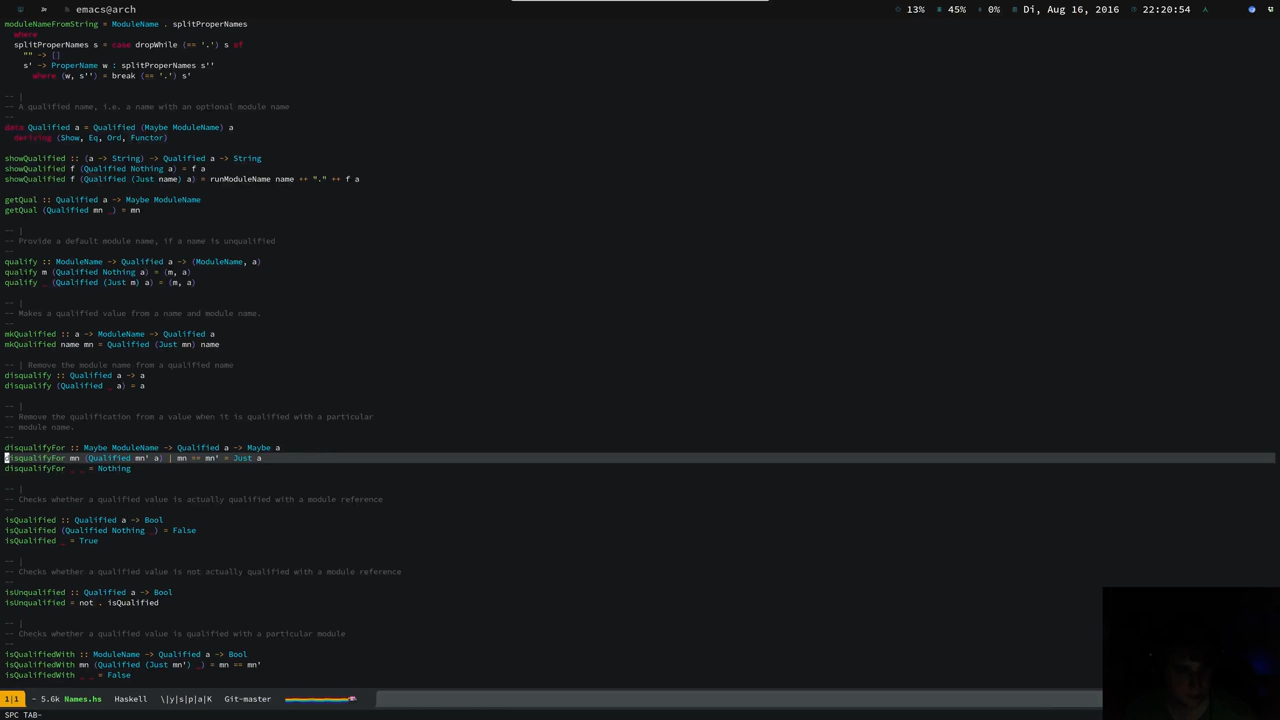 emacs@arch 13% 45% 0% Di, Aug 16, 2016 22:20:54
moduleNameFromString = ModuleName . splitProperNames
where
splitProperNames s = case dropWhile (== '.') s of
"" -> []
s' -> ProperName w : splitProperNames s''
where (w, s'') = break (== '.') s'
-- |
-- A qualified name, i.e. a name with an optional module name
--
data Qualified a = Qualified (Maybe ModuleName) a
deriving (Show, Eq, Ord, Functor)
showQualified :: (a -> String) -> Qualified a -> String
showQualified f (Qualified Nothing a) = f a
showQualified f (Qualified (Just name) a) = runModuleName name ++ "." ++ f a
getQual :: Qualified a -> Maybe ModuleName
getQual (Qualified mn _) = mn
-- |
-- Provide a default module name, if a name is unqualified
--
qualify :: ModuleName -> Qualified a -> (ModuleName, a)
qualify m (Qualified Nothing a) = (m, a)
qualify _ (Qualified (Just m) a) = (m, a)
-- |
-- Makes a qualified value from a name and module name.
--
mkQualified :: a -> ModuleName -> Qualified a
mkQualified name mn = Qualified (Just mn) name
-- | Remove the module name from a qualified name
disqualify :: Qualified a -> a
disqualify (Qualified _ a) = a
-- |
-- Remove the qualification from a value when it is qualified with a particular
-- module name.
--
disqualifyFor :: Maybe ModuleName -> Qualified a -> Maybe a
disqualifyFor mn (Qualified mn' a) | mn == mn' = Just a
disqualifyFor _ _ = Nothing
-- |
-- Checks whether a qualified value is actually qualified with a module reference
--
isQualified :: Qualified a -> Bool
isQualified (Qualified Nothing _) = False
isQualified _ = True
-- |
-- Checks whether a qualified value is not actually qualified with a module reference
--
isUnqualified :: Qualified a -> Bool
isUnqualified = not . isQualified
-- |
-- Checks whether a qualified value is qualified with a particular module
--
isQualifiedWith :: ModuleName -> Qualified a -> Bool
isQualifiedWith mn (Qualified (Just mn') _) = mn == mn'
isQualifiedWith _ _ = False
1|1 - 5.6k Names.hs Haskell \|y|s|p|a|K Git-master
SPC TAB-